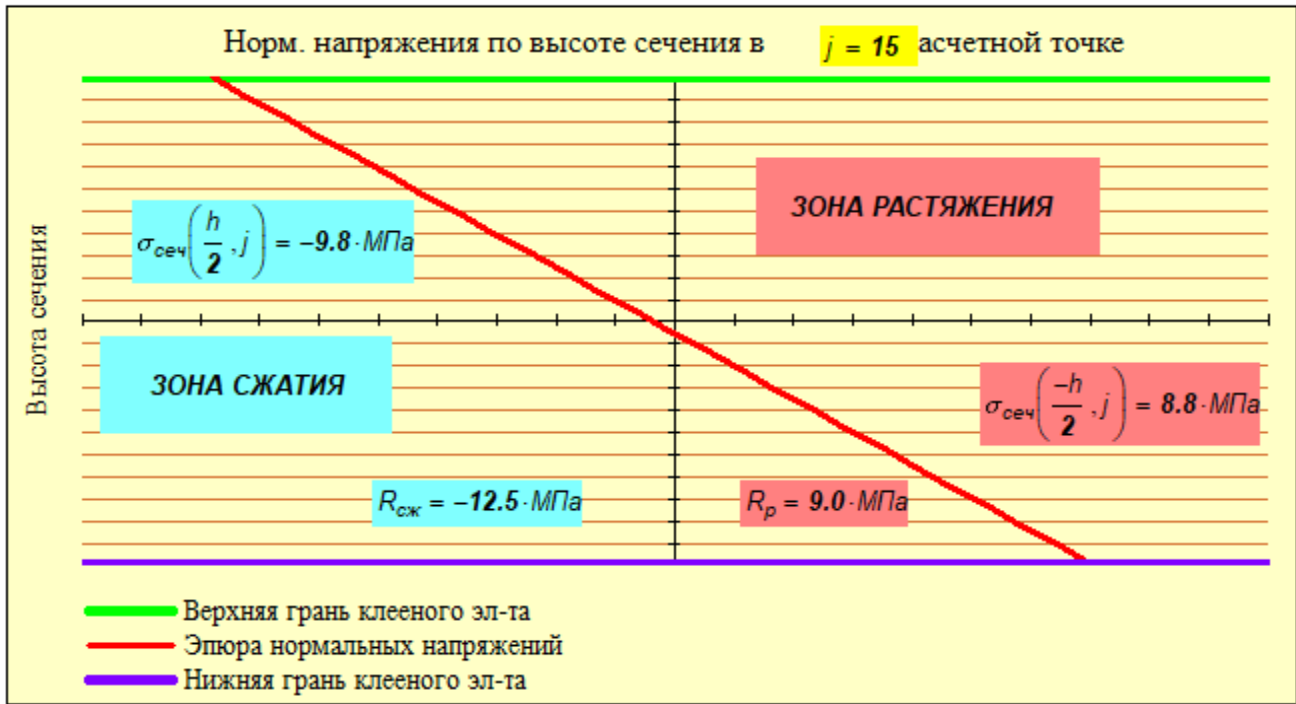 Норм. напряжения по высоте сечения в j = 15 асчетной точке
ЗОНА РАСТЯЖЕНИЯ
σсеч(h/2, j) = –9.8·МПа
Высота сечения
ЗОНА СЖАТИЯ
σсеч(–h/2, j) = 8.8·МПа
Rсж = –12.5·МПа
Rр = 9.0·МПа
Верхняя грань клееного эл-та
Эпюра нормальных напряжений
Нижняя грань клееного эл-та